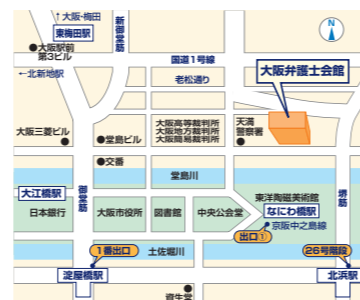 ↑大阪・梅田
東梅田駅
新御堂筋
N
●大阪駅前
第3ビル
国道1号線
←北新地駅
老松通り
大阪弁護士会館
大阪三菱ビル
●堂島ビル
大阪高等裁判所
大阪地方裁判所
大阪簡易裁判所
天満
警察署
●交番
堂島川
大江橋駅
御堂筋
東洋陶磁美術館
堺筋
なにわ橋駅
日本銀行
大阪市役所
図書館
中央公会堂
京阪中之島線
出口①
1番出口
土佐堀川
26号階段
淀屋橋駅
北浜駅
資生堂